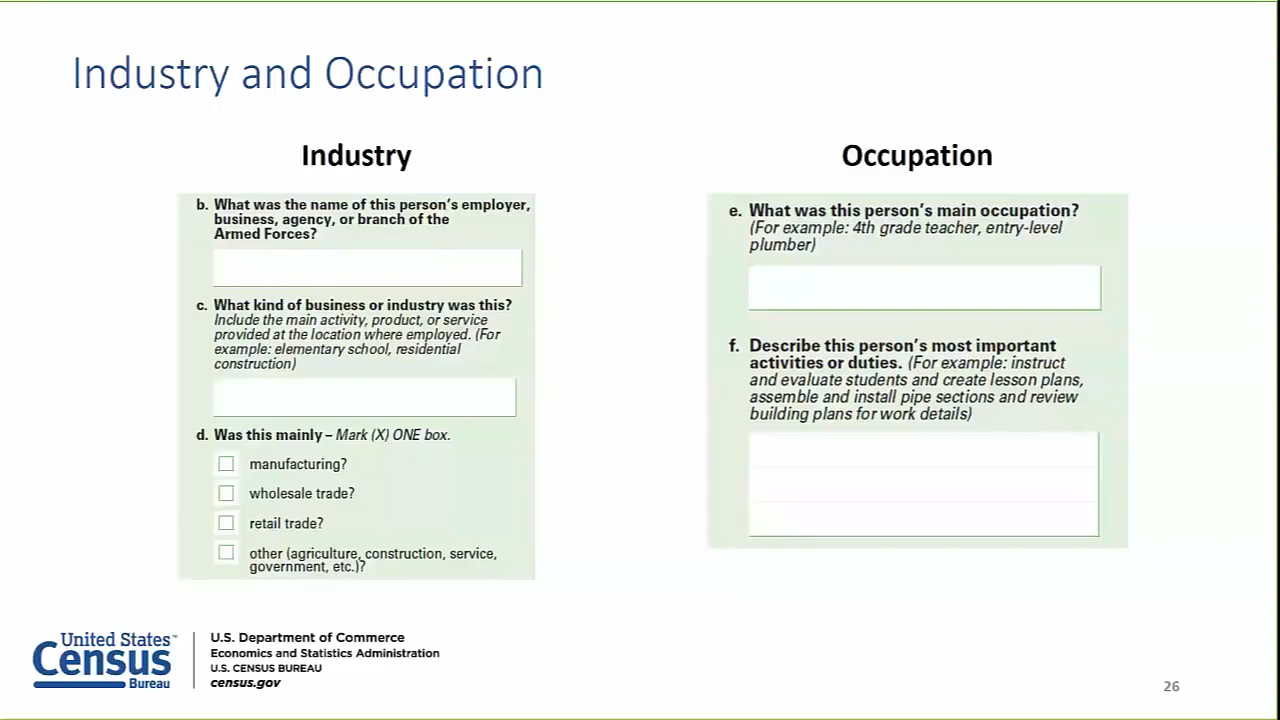 Industry and Occupation
Industry
b. What was the name of this person's employer,
business, agency, or branch of the
Armed Forces?
c. What kind of business or industry was this?
Include the main activity, product, or service
provided at the location where employed. (For
example: elementary school, residential
construction)
d. Was this mainly – Mark (X) ONE box.
manufacturing?
wholesale trade?
retail trade?
other (agriculture, construction, service,
government, etc.)?
Occupation
e. What was this person's main occupation?
(For example: 4th grade teacher, entry-level
plumber)
f. Describe this person's most important
activities or duties. (For example: instruct
and evaluate students and create lesson plans,
assemble and install pipe sections and review
building plans for work details)
United States™
Census
Bureau
U.S. Department of Commerce
Economics and Statistics Administration
U.S. CENSUS BUREAU
census.gov
26